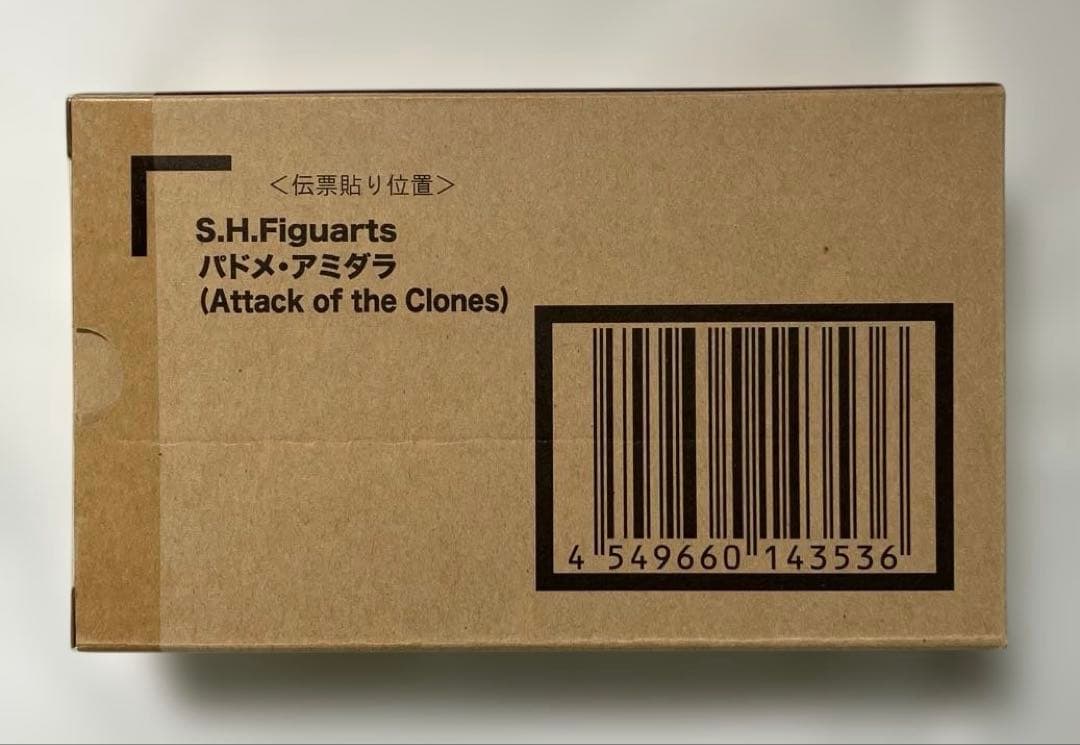 ＜伝票貼り位置＞
S.H.Figuarts
パドメ・アミダラ
(Attack of the Clones)
4 549660 143536